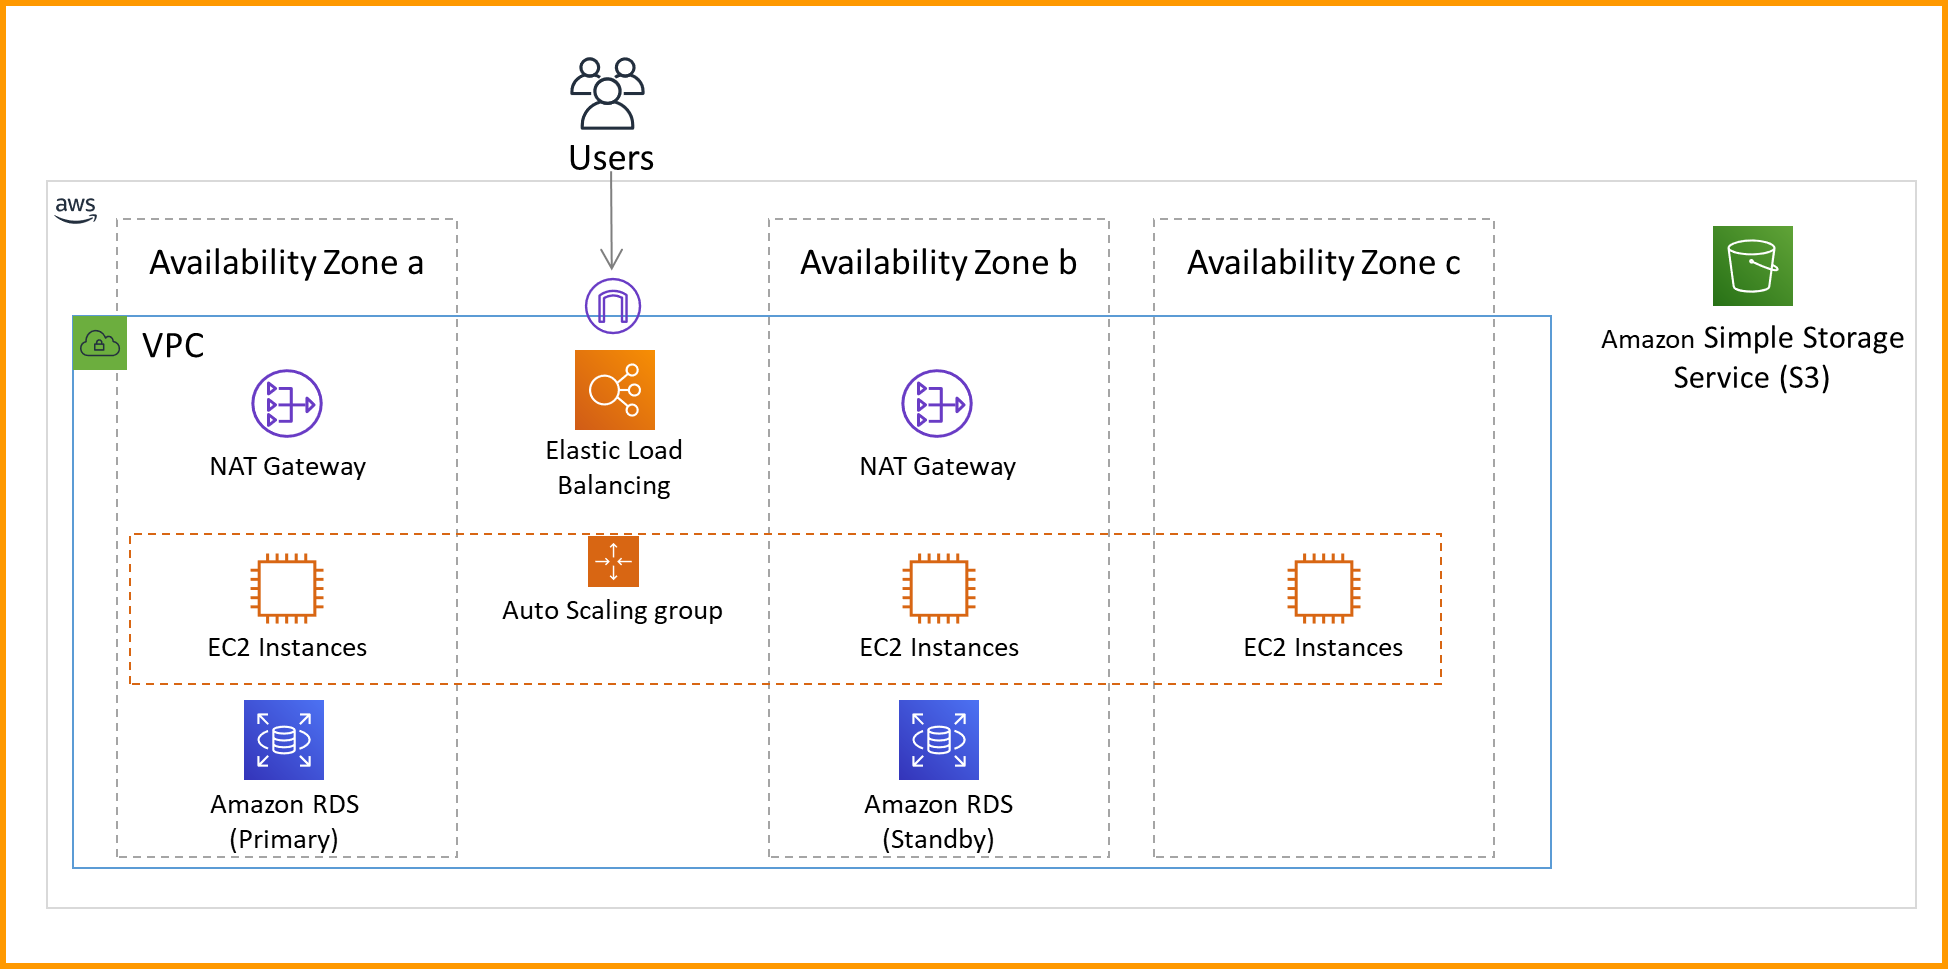 Users
aws
Availability Zone a
Availability Zone b
Availability Zone c
VPC
Amazon Simple Storage
Service (S3)
NAT Gateway
Elastic Load
Balancing
NAT Gateway
EC2 Instances
Auto Scaling group
EC2 Instances
EC2 Instances
Amazon RDS
(Primary)
Amazon RDS
(Standby)